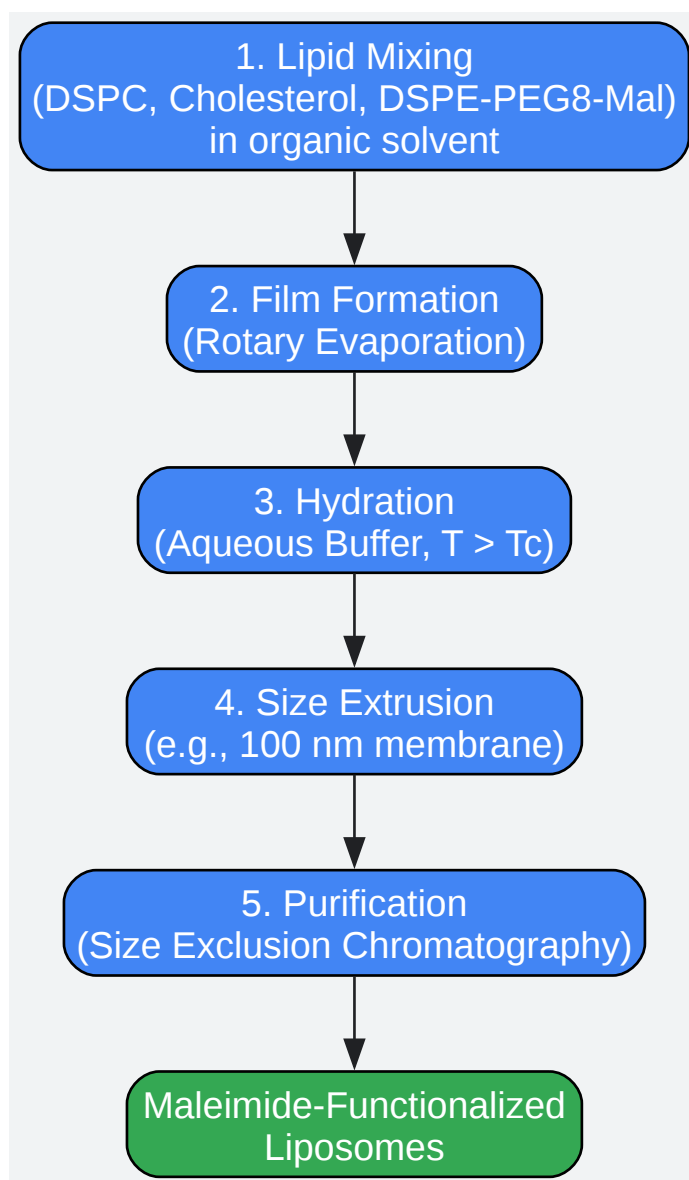 1. Lipid Mixing
(DSPC, Cholesterol, DSPE-PEG8-Mal)
in organic solvent
2. Film Formation
(Rotary Evaporation)
3. Hydration
(Aqueous Buffer, T > Tc)
4. Size Extrusion
(e.g., 100 nm membrane)
5. Purification
(Size Exclusion Chromatography)
Maleimide-Functionalized
Liposomes